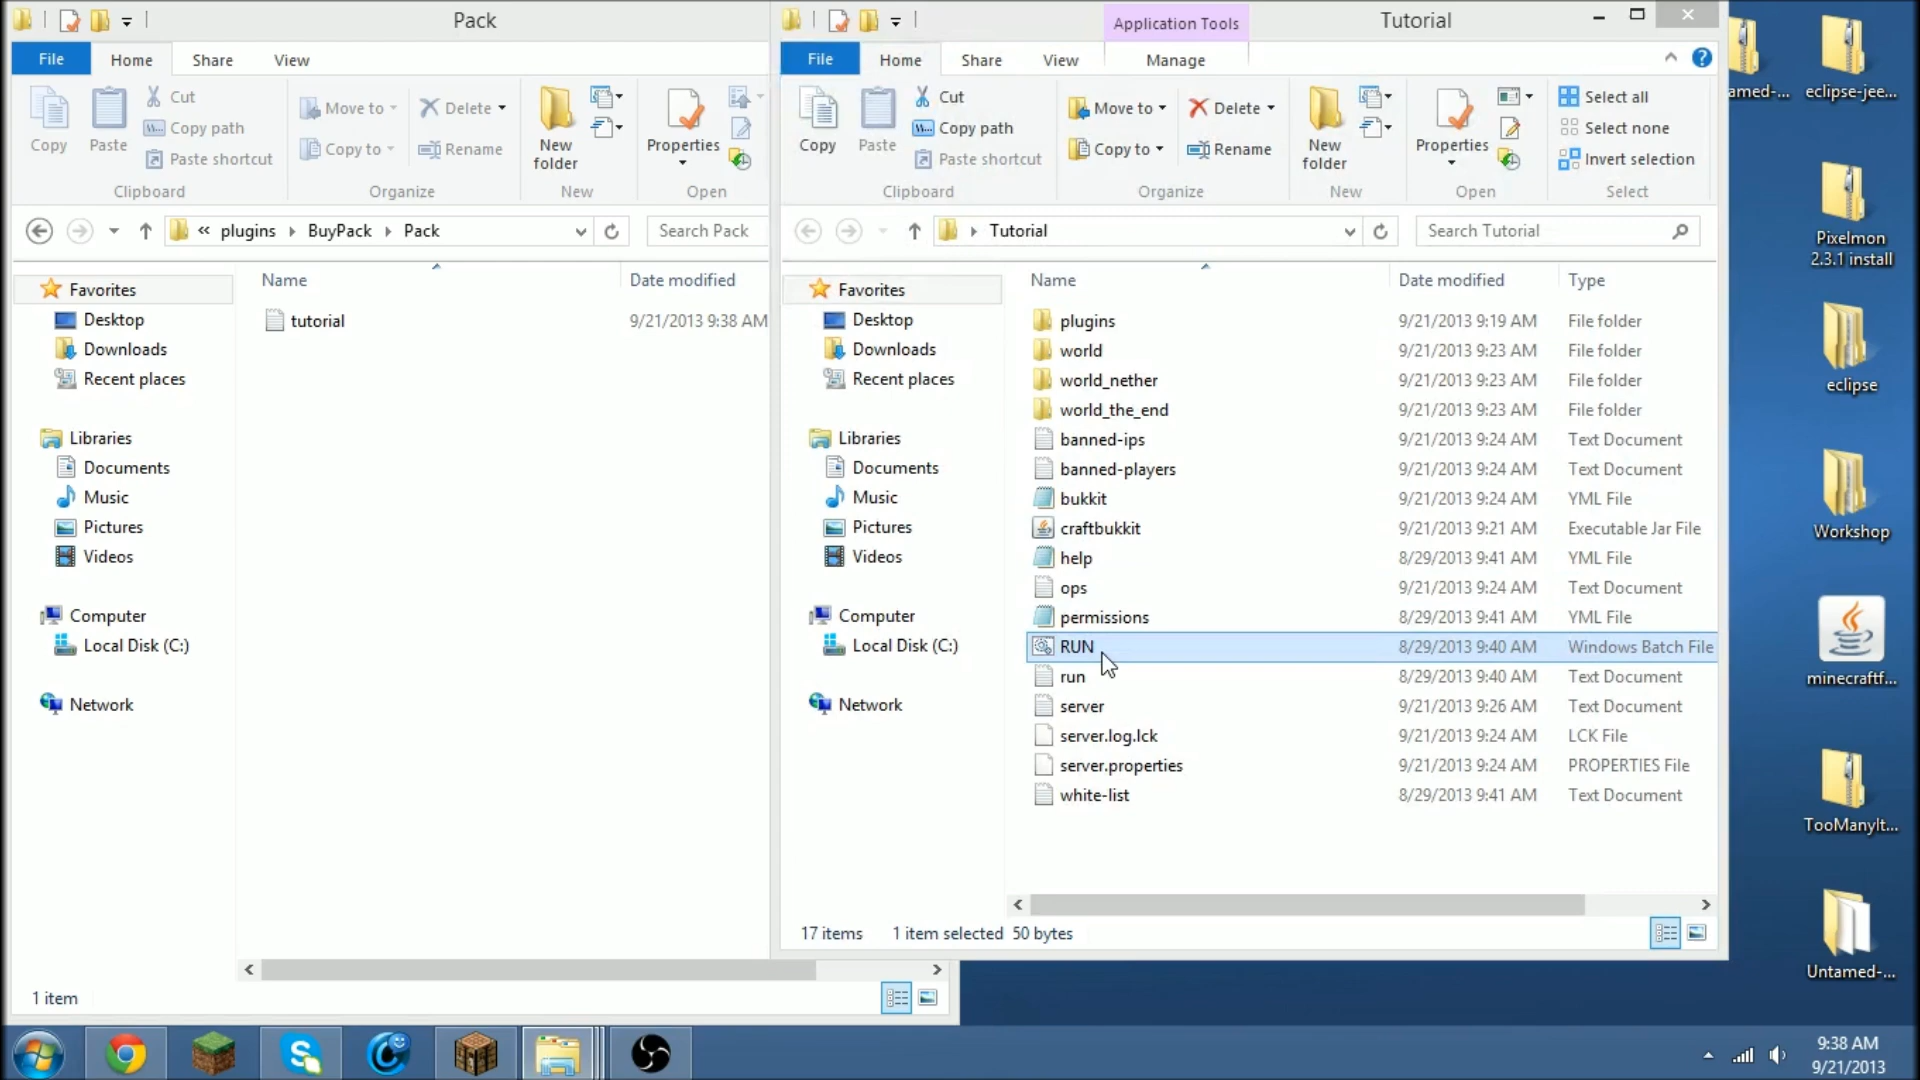 Pack
File
Home
Share
View
Copy
Paste
Cut
Copy path
Paste shortcut
Clipboard
Move to
Copy to
Delete
Rename
Organize
New folder
New
Properties
Open
« plugins BuyPack Pack
Search Pack
Name
Date modified
Favorites
Desktop
Downloads
Recent places
Libraries
Documents
Music
Pictures
Videos
Computer
Local Disk (C:)
Network
tutorial 9/21/2013 9:38 AM
1 item
Application Tools
Tutorial
File
Home
Share
View
Manage
Copy
Paste
Cut
Copy path
Paste shortcut
Clipboard
Move to
Copy to
Delete
Rename
Organize
New folder
New
Properties
Open
Select all
Select none
Invert selection
Select
Tutorial
Search Tutorial
Name Date modified Type
Favorites
Desktop
Downloads
Recent places
Libraries
Documents
Music
Pictures
Videos
Computer
Local Disk (C:)
Network
plugins 9/21/2013 9:19 AM File folder
world 9/21/2013 9:23 AM File folder
world_nether 9/21/2013 9:23 AM File folder
world_the_end 9/21/2013 9:23 AM File folder
banned-ips 9/21/2013 9:24 AM Text Document
banned-players 9/21/2013 9:24 AM Text Document
bukkit 9/21/2013 9:24 AM YML File
craftbukkit 9/21/2013 9:21 AM Executable Jar File
help 8/29/2013 9:41 AM YML File
ops 9/21/2013 9:24 AM Text Document
permissions 8/29/2013 9:41 AM YML File
RUN 8/29/2013 9:40 AM Windows Batch File
run 8/29/2013 9:40 AM Text Document
server 9/21/2013 9:26 AM Text Document
server.log.lck 9/21/2013 9:24 AM LCK File
server.properties 9/21/2013 9:24 AM PROPERTIES File
white-list 8/29/2013 9:41 AM Text Document
17 items 1 item selected 50 bytes
amed-...
eclipse-jee...
Pixelmon
2.3.1 install
eclipse
Workshop
minecraftf...
TooManyIt...
Untamed-...
9:38 AM
9/21/2013